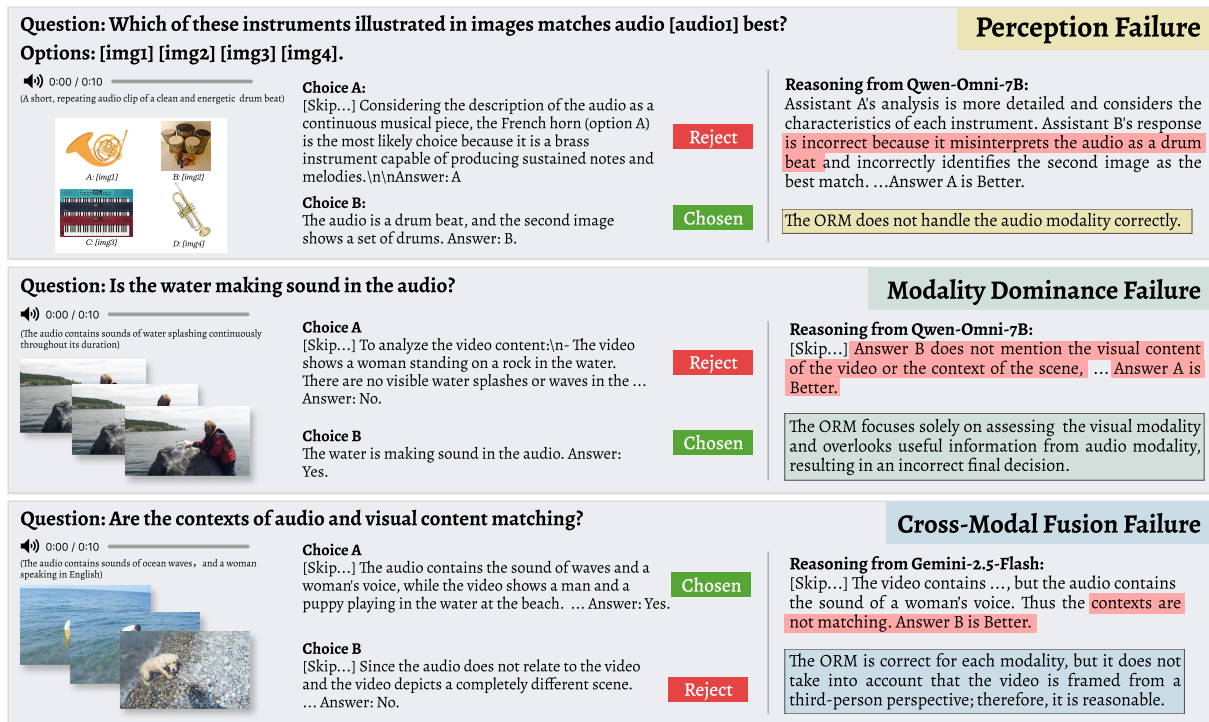 Question: Which of these instruments illustrated in images matches audio [audio1] best?
Options: [img1] [img2] [img3] [img4].
Perception Failure
0:00 / 0:10
(A short, repeating audio clip of a clean and energetic drum beat)
A: [img1]
B: [img2]
C: [img3]
D: [img4]
Choice A:
[Skip...] Considering the description of the audio as a
continuous musical piece, the French horn (option A)
is the most likely choice because it is a brass
instrument capable of producing sustained notes and
melodies.\n\nAnswer: A
Reject
Choice B:
The audio is a drum beat, and the second image
shows a set of drums. Answer: B.
Chosen
Reasoning from Qwen-Omni-7B:
Assistant A's analysis is more detailed and considers the
characteristics of each instrument. Assistant B's response
is incorrect because it misinterprets the audio as a drum
beat and incorrectly identifies the second image as the
best match. ...Answer A is Better.
The ORM does not handle the audio modality correctly.
Question: Is the water making sound in the audio?
Modality Dominance Failure
0:00 / 0:10
(The audio contains sounds of water splashing continuously
throughout its duration)
Choice A
[Skip...] To analyze the video content:\n- The video
shows a woman standing on a rock in the water.
There are no visible water splashes or waves in the ...
Answer: No.
Reject
Choice B
The water is making sound in the audio. Answer:
Yes.
Chosen
Reasoning from Qwen-Omni-7B:
[Skip...] Answer B does not mention the visual content
of the video or the context of the scene, ... Answer A is
Better.
The ORM focuses solely on assessing the visual modality
and overlooks useful information from audio modality,
resulting in an incorrect final decision.
Question: Are the contexts of audio and visual content matching?
Cross-Modal Fusion Failure
0:00 / 0:10
(The audio contains sounds of ocean waves, and a woman
speaking in English)
Choice A
[Skip...] The audio contains the sound of waves and a
woman's voice, while the video shows a man and a
puppy playing in the water at the beach. ... Answer: Yes.
Chosen
Choice B
[Skip...] Since the audio does not relate to the video
and the video depicts a completely different scene.
... Answer: No.
Reject
Reasoning from Gemini-2.5-Flash:
[Skip...] The video contains ..., but the audio contains
the sound of a woman's voice. Thus the contexts are
not matching. Answer B is Better.
The ORM is correct for each modality, but it does not
take into account that the video is framed from a
third-person perspective; therefore, it is reasonable.